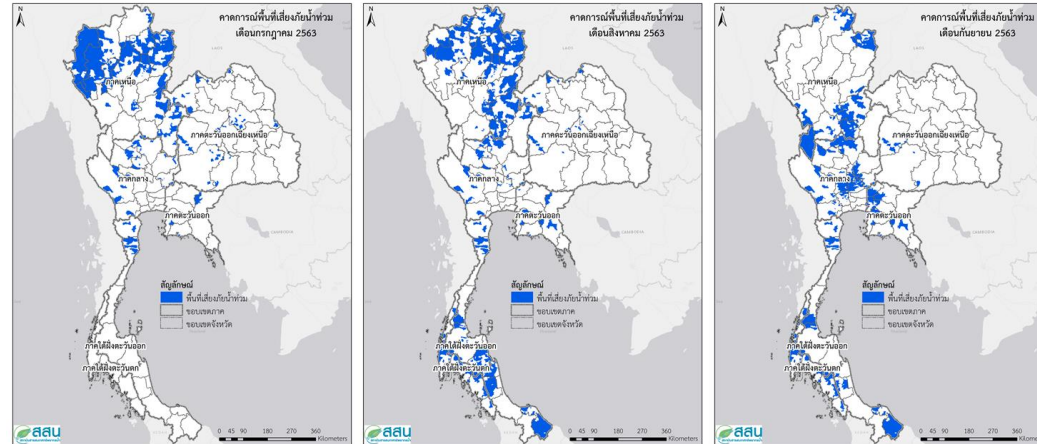 N
คาดการณ์พื้นที่เสี่ยงภัยน้ำท่วม
เดือนกรกฎาคม 2563
LAOS
ภาคเหนือ
ภาคตะวันออกเฉียงเหนือ
ภาคกลาง
ภาคตะวันออก
CAMBODIA
สัญลักษณ์
พื้นที่เสี่ยงภัยน้ำท่วม
ขอบเขตภาค
ขอบเขตจังหวัด
ภาคใต้ฝั่งตะวันออก
ภาคใต้ฝั่งตะวันตก
สสน
0 45 90 180 270 360
Kilometers
N
คาดการณ์พื้นที่เสี่ยงภัยน้ำท่วม
เดือนสิงหาคม 2563
LAOS
ภาคเหนือ
ภาคตะวันออกเฉียงเหนือ
ภาคกลาง
ภาคตะวันออก
CAMBODIA
สัญลักษณ์
พื้นที่เสี่ยงภัยน้ำท่วม
ขอบเขตภาค
ขอบเขตจังหวัด
ภาคใต้ฝั่งตะวันออก
ภาคใต้ฝั่งตะวันตก
สสน
0 45 90 180 270 360
Kilometers
N
คาดการณ์พื้นที่เสี่ยงภัยน้ำท่วม
เดือนกันยายน 2563
LAOS
ภาคเหนือ
ภาคตะวันออกเฉียงเหนือ
ภาคกลาง
ภาคตะวันออก
CAMBODIA
สัญลักษณ์
พื้นที่เสี่ยงภัยน้ำท่วม
ขอบเขตภาค
ขอบเขตจังหวัด
ภาคใต้ฝั่งตะวันออก
ภาคใต้ฝั่งตะวันตก
สสน
0 45 90 180 270 360
Kilometers